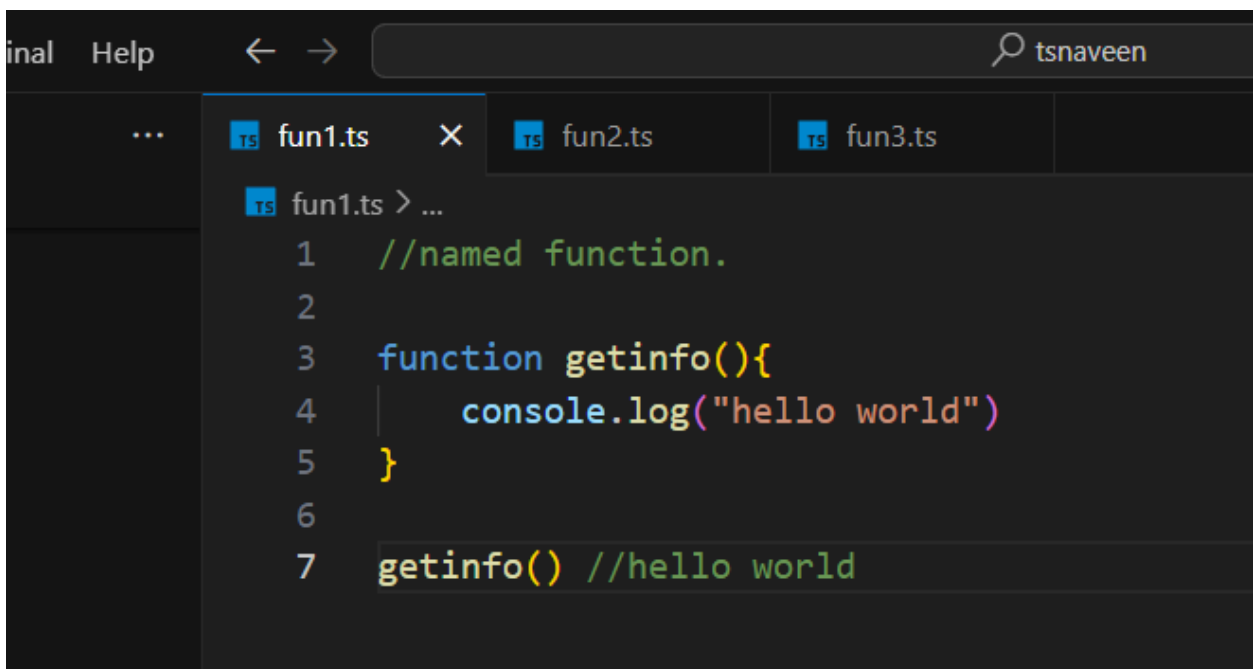 inal Help ← → tsnaveen
... TS fun1.ts X TS fun2.ts TS fun3.ts
TS fun1.ts > ...
1 //named function.
2
3 function getinfo(){
4 console.log("hello world")
5 }
6
7 getinfo() //hello world